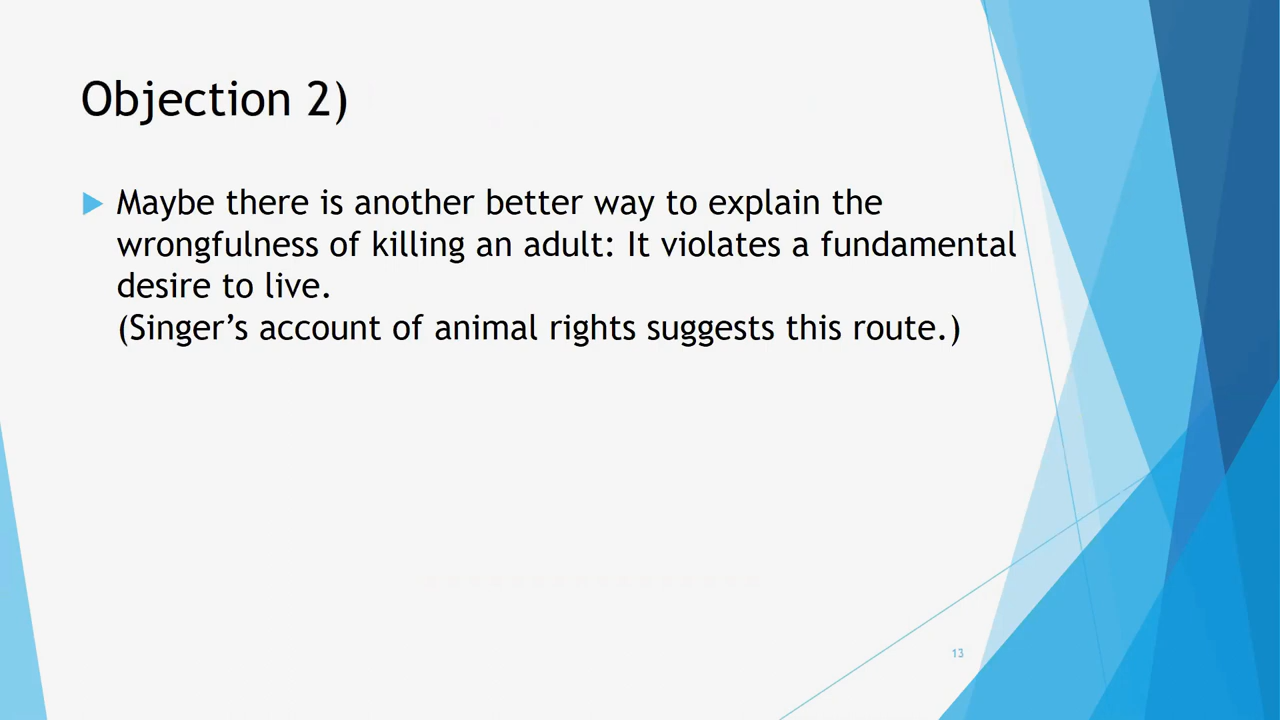 Objection 2)
Maybe there is another better way to explain the
wrongfulness of killing an adult: It violates a fundamental
desire to live.
(Singer’s account of animal rights suggests this route.)
13